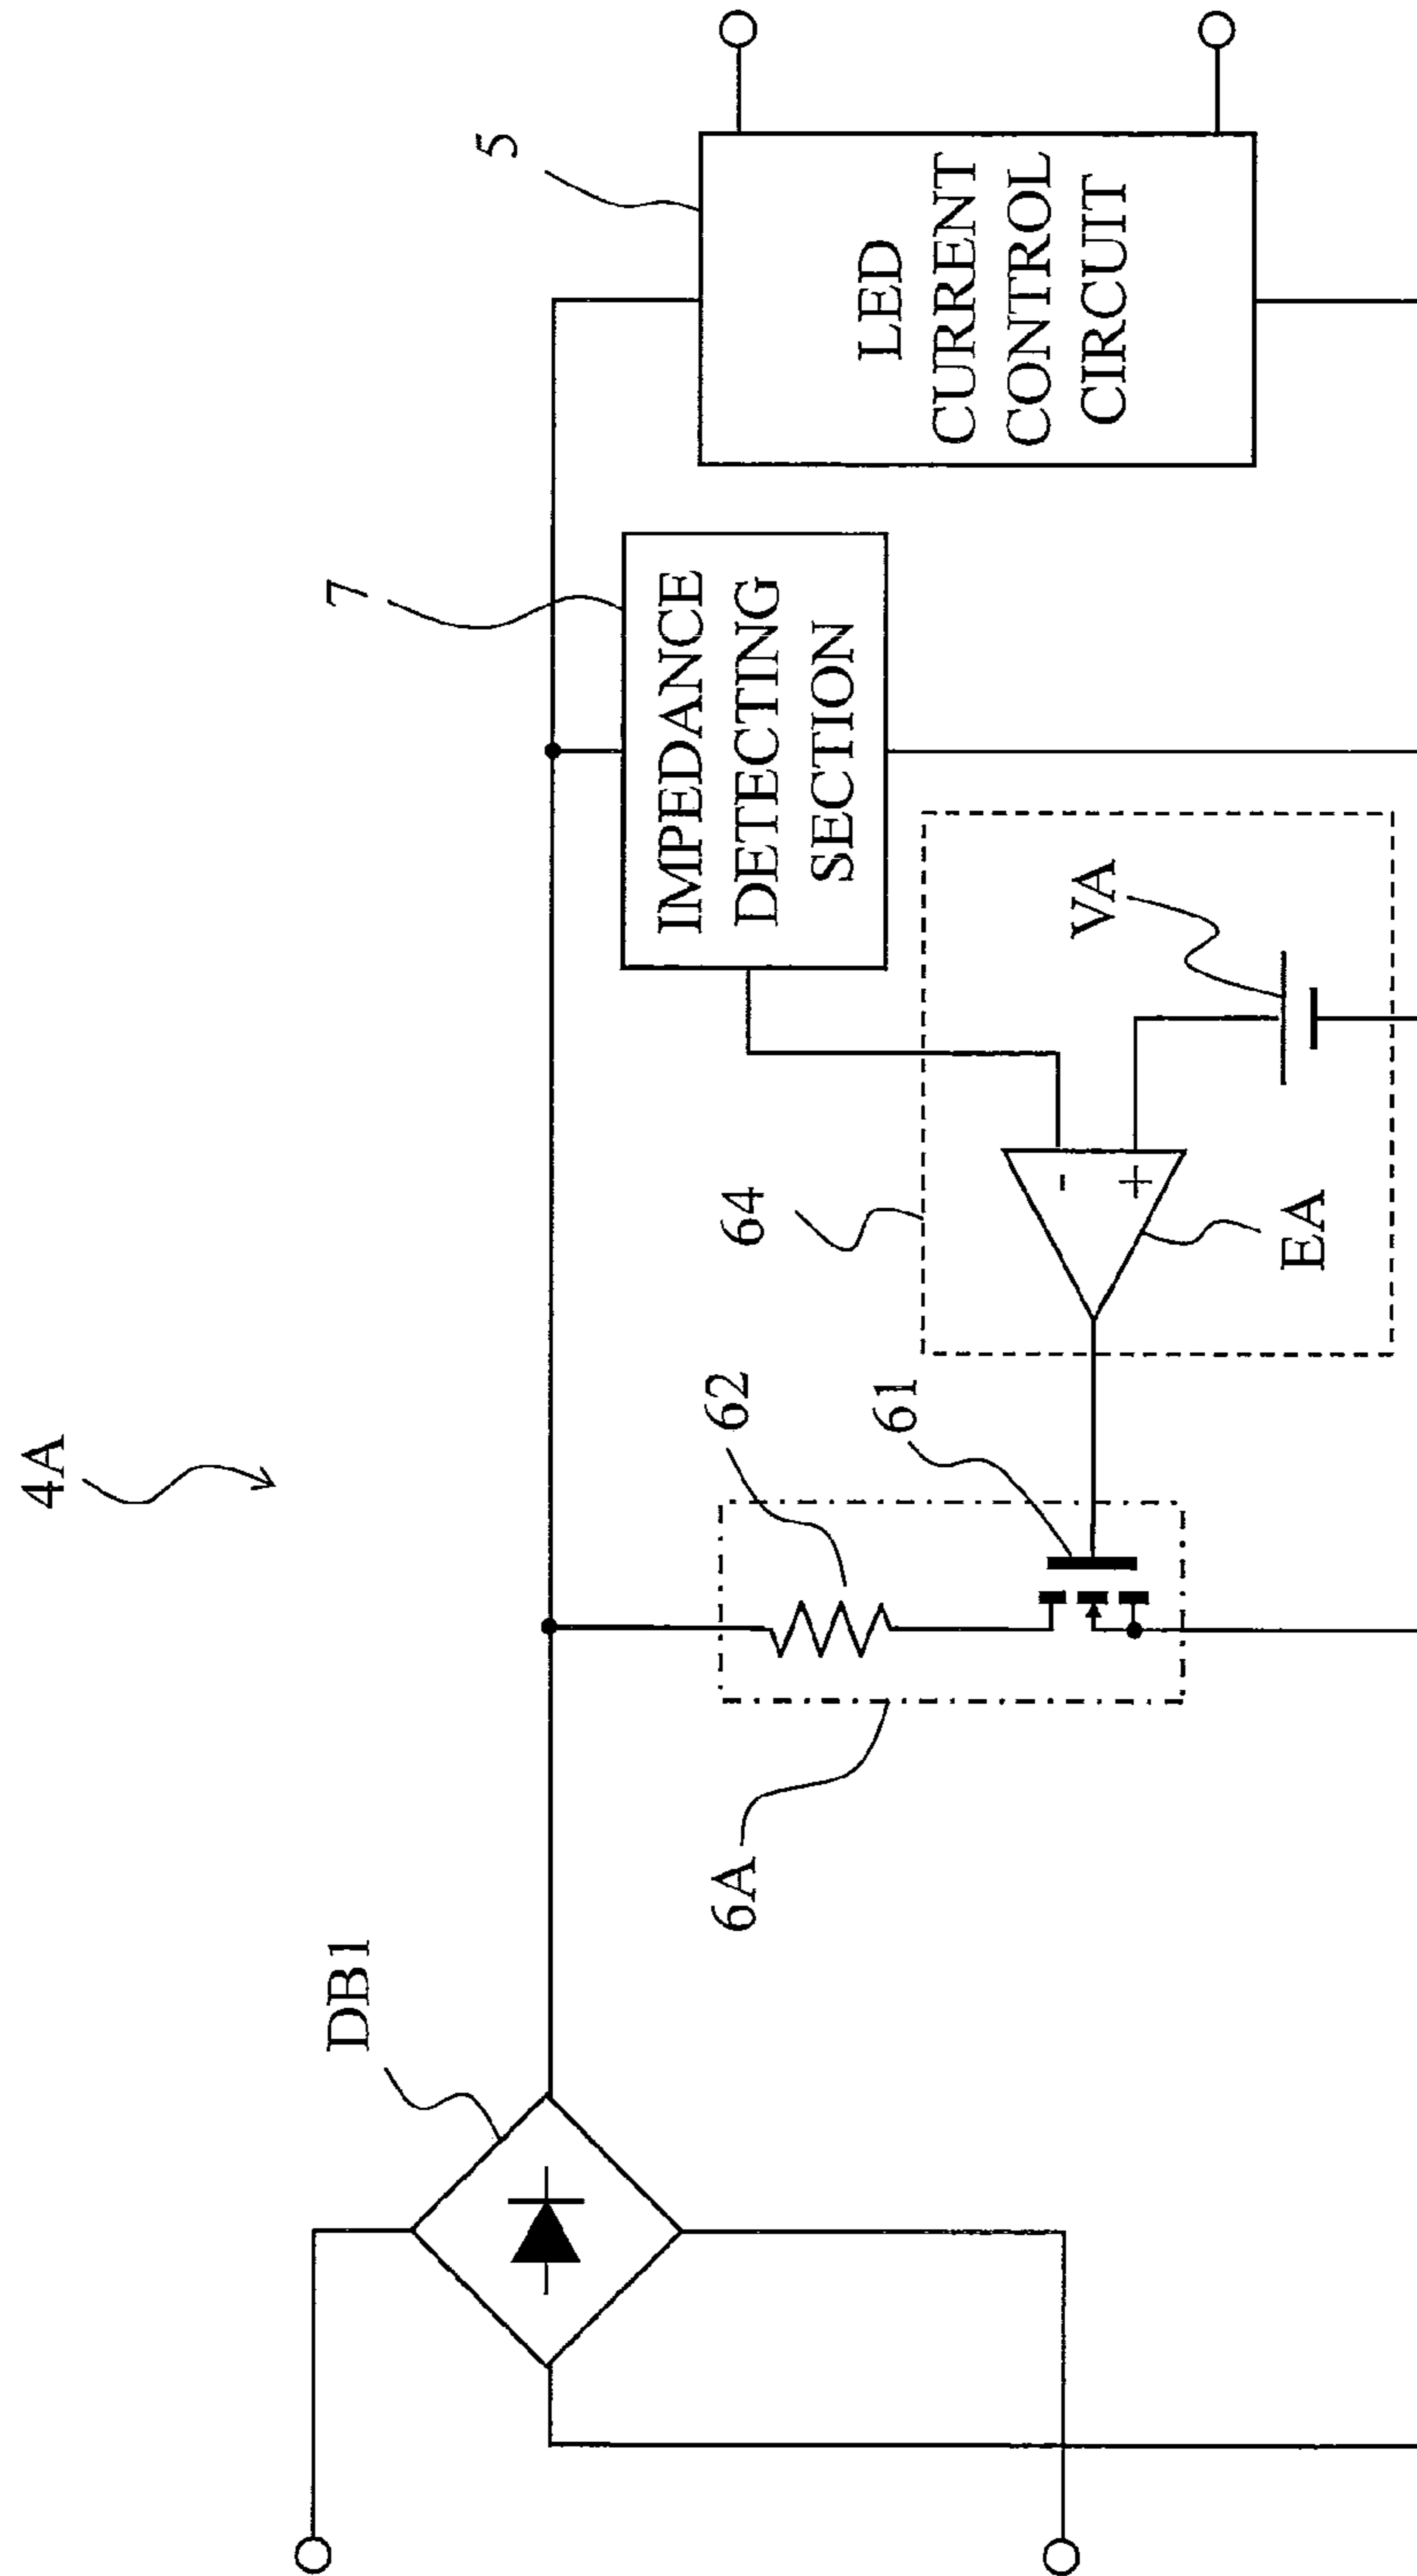 4A
DB1
6A
62
61
64
-
+
EA
VA
7
IMPEDANCE
DETECTING
SECTION
5
LED
CURRENT
CONTROL
CIRCUIT